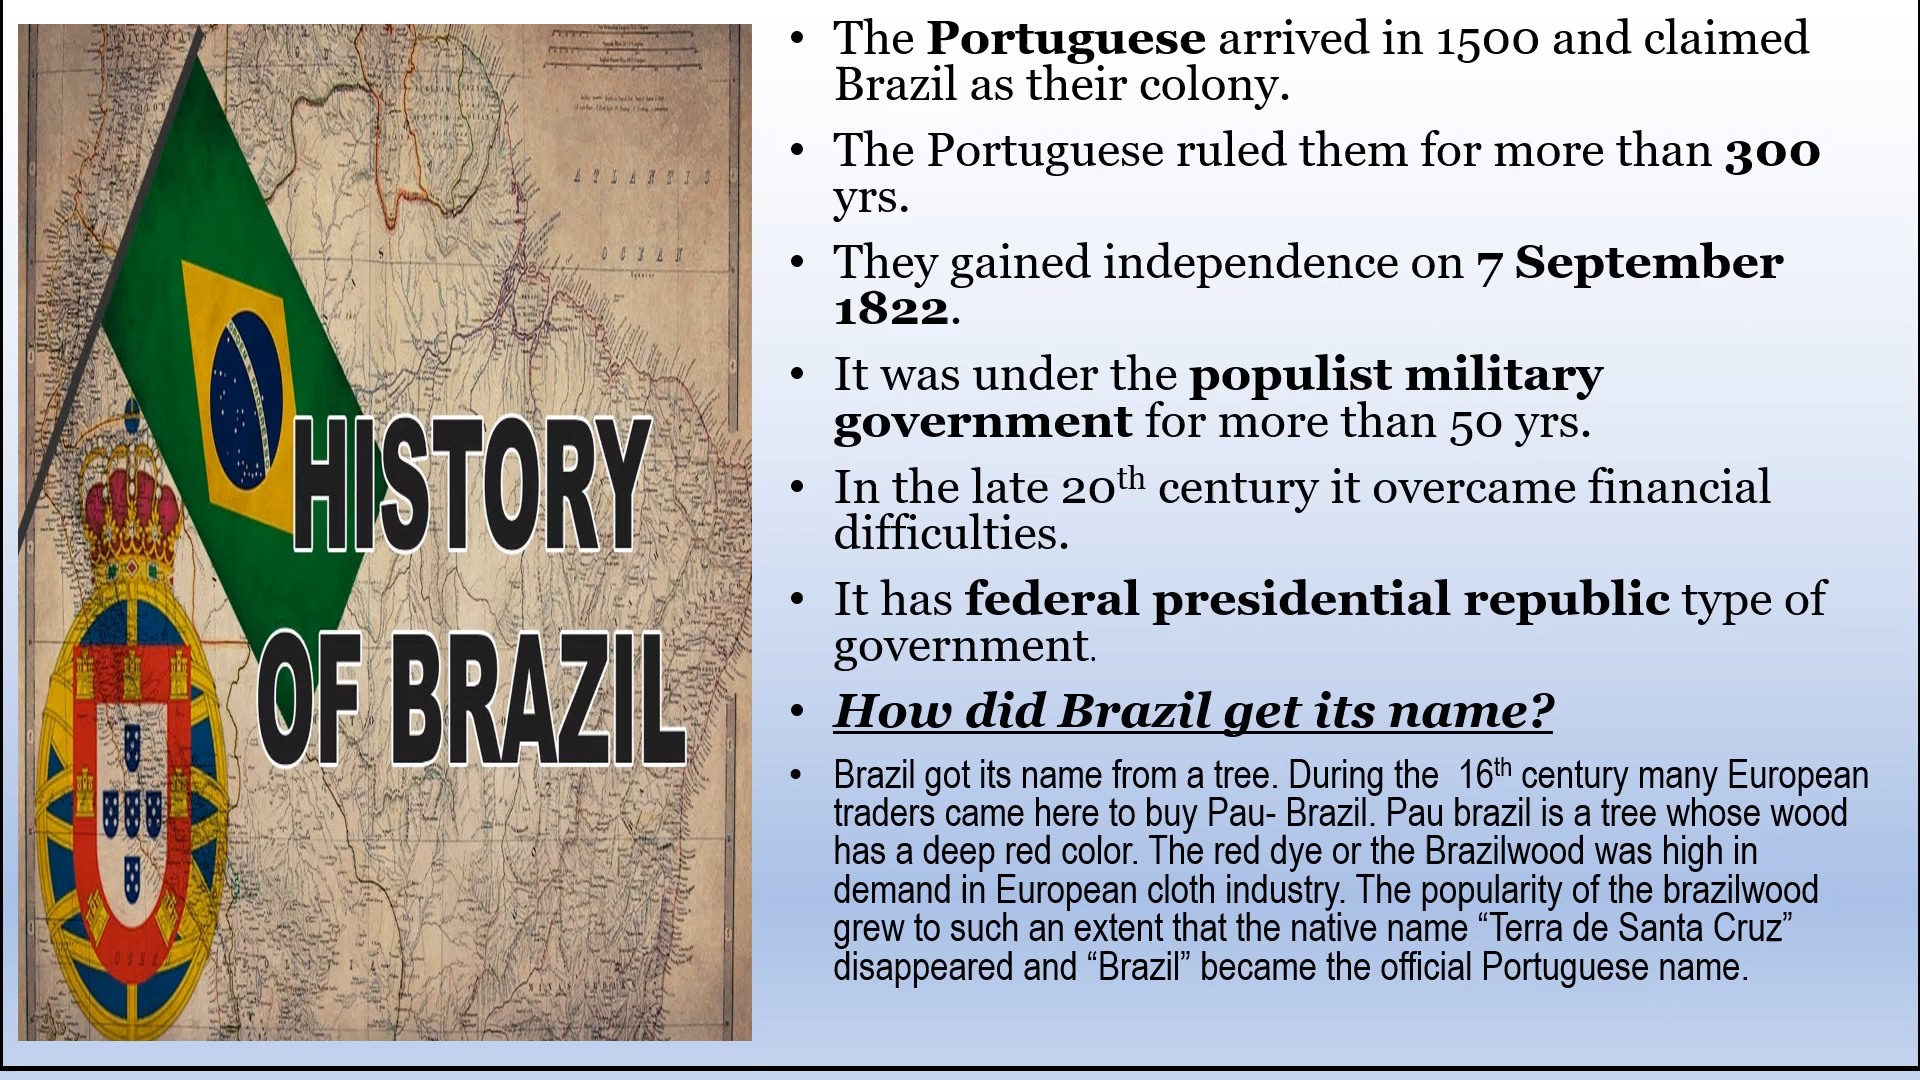 HISTORY
OF BRAZIL
ATLANTIC
OCEAN
• The Portuguese arrived in 1500 and claimed
Brazil as their colony.
• The Portuguese ruled them for more than 300
yrs.
• They gained independence on 7 September
1822.
• It was under the populist military
government for more than 50 yrs.
• In the late 20th century it overcame financial
difficulties.
• It has federal presidential republic type of
government.
• How did Brazil get its name?
• Brazil got its name from a tree. During the  16th century many European
traders came here to buy Pau- Brazil. Pau brazil is a tree whose wood
has a deep red color. The red dye or the Brazilwood was high in
demand in European cloth industry. The popularity of the brazilwood
grew to such an extent that the native name “Terra de Santa Cruz”
disappeared and “Brazil” became the official Portuguese name.